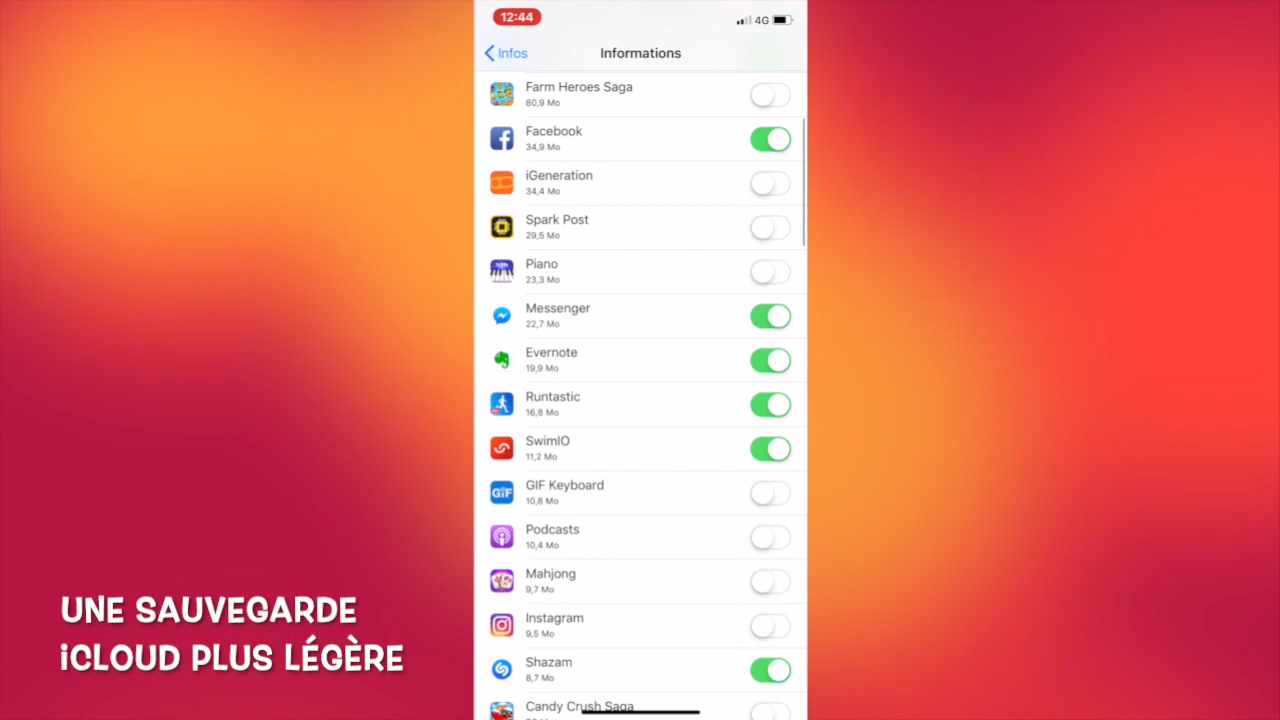 12:44
4G
Infos
Informations
Farm Heroes Saga
80,9 Mo
Facebook
34,9 Mo
iGeneration
34,4 Mo
Spark Post
29,5 Mo
Piano
23,3 Mo
Messenger
22,7 Mo
Evernote
19,9 Mo
Runtastic
16,8 Mo
SwimIO
11,2 Mo
GIF
GIF Keyboard
10,8 Mo
Podcasts
10,4 Mo
Mahjong
9,7 Mo
Instagram
9,5 Mo
Shazam
8,7 Mo
Candy Crush Saga
UNE SAUVEGARDE
iCLOUD PLUS LÉGÈRE